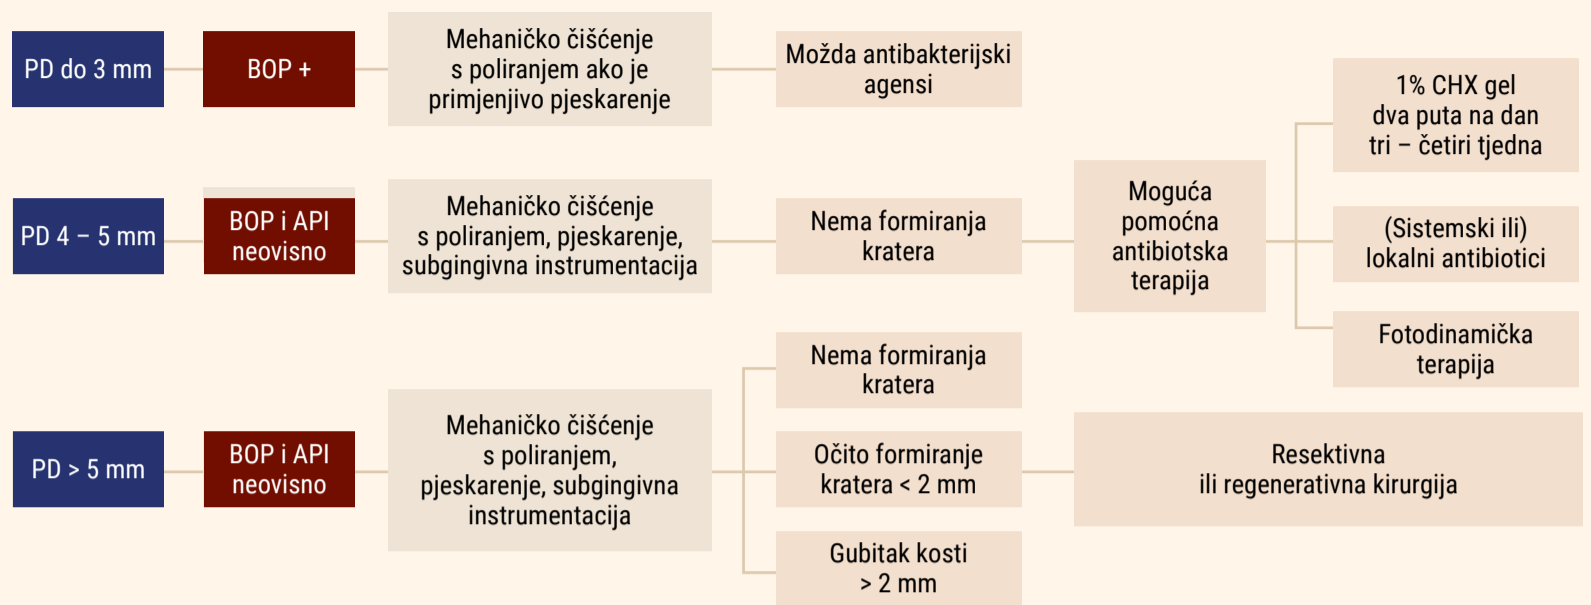 PD do 3 mm
BOP +
Mehaničko čišćenje
s poliranjem ako je
primjenjivo pjeskarenje
Možda antibakterijski
agensi
PD 4 – 5 mm
BOP i API
neovisno
Mehaničko čišćenje
s poliranjem, pjeskarenje,
subgingivna instrumentacija
Nema formiranja
kratera
Moguća
pomoćna
antibiotska
terapija
1% CHX gel
dva puta na dan
tri – četiri tjedna
(Sistemski ili)
lokalni antibiotici
Fotodinamička
terapija
PD > 5 mm
BOP i API
neovisno
Mehaničko čišćenje
s poliranjem,
pjeskarenje, subgingivna
instrumentacija
Nema formiranja
kratera
Očito formiranje
kratera < 2 mm
Gubitak kosti
> 2 mm
Resektivna
ili regenerativna kirurgija